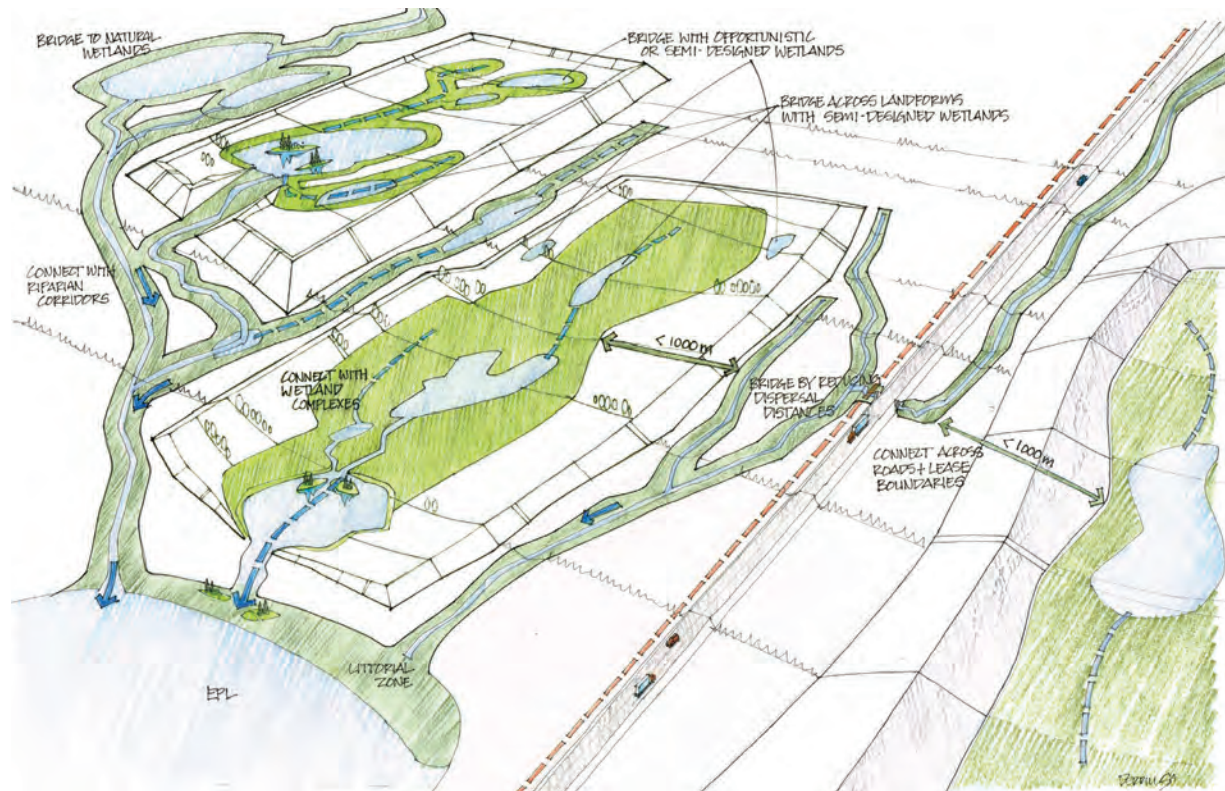 BRIDGE TO NATURAL
WETLANDS
BRIDGE WITH OPPORTUNISTIC
OR SEMI-DESIGNED WETLANDS
BRIDGE ACROSS LANDFORMS
WITH SEMI-DESIGNED WETLANDS
CONNECT WITH
RIPARIAN
CORRIDORS
< 1000 m
CONNECT WITH
WETLAND
COMPLEXES
BRIDGE BY REDUCING
DISPERSAL
DISTANCES
< 1000 m
CONNECT ACROSS
ROADS + LEASE
BOUNDARIES
LITTORIAL
ZONE
EPL